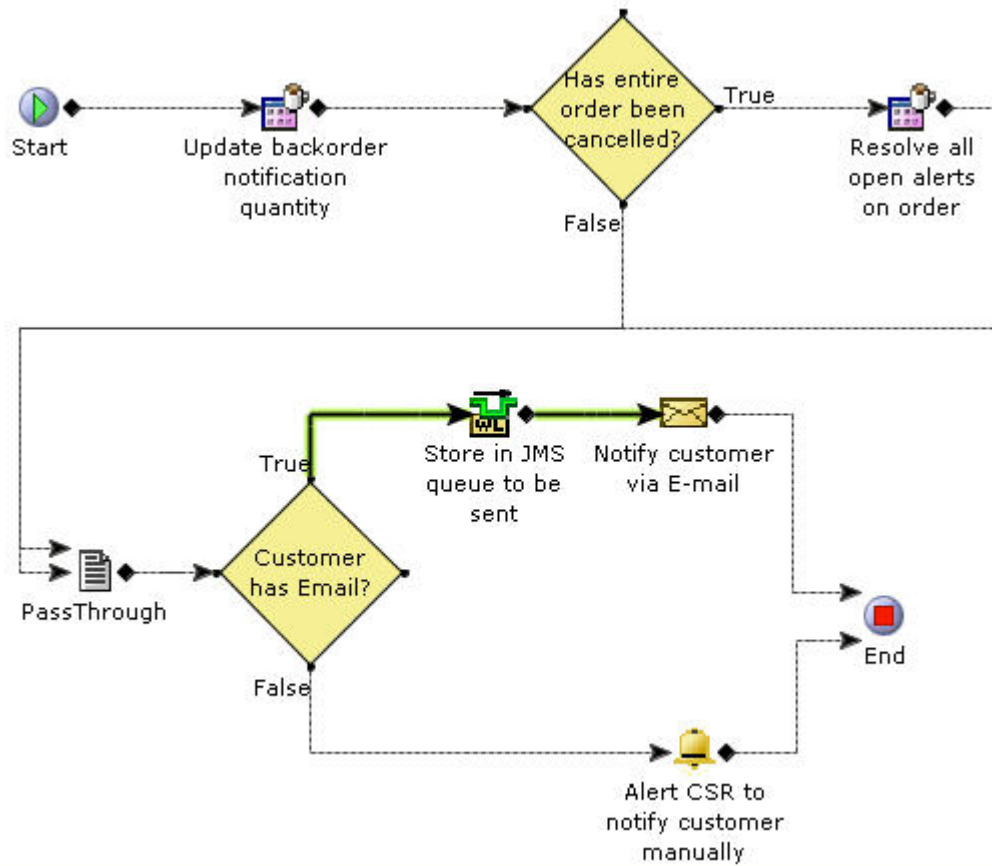 Start
Update backorder
notification
quantity
Has entire
order been
cancelled?
True
False
Resolve all
open alerts
on order
PassThrough
Customer
has Email?
True
False
WL
Store in JMS
queue to be
sent
Notify customer
via E-mail
End
Alert CSR to
notify customer
manually